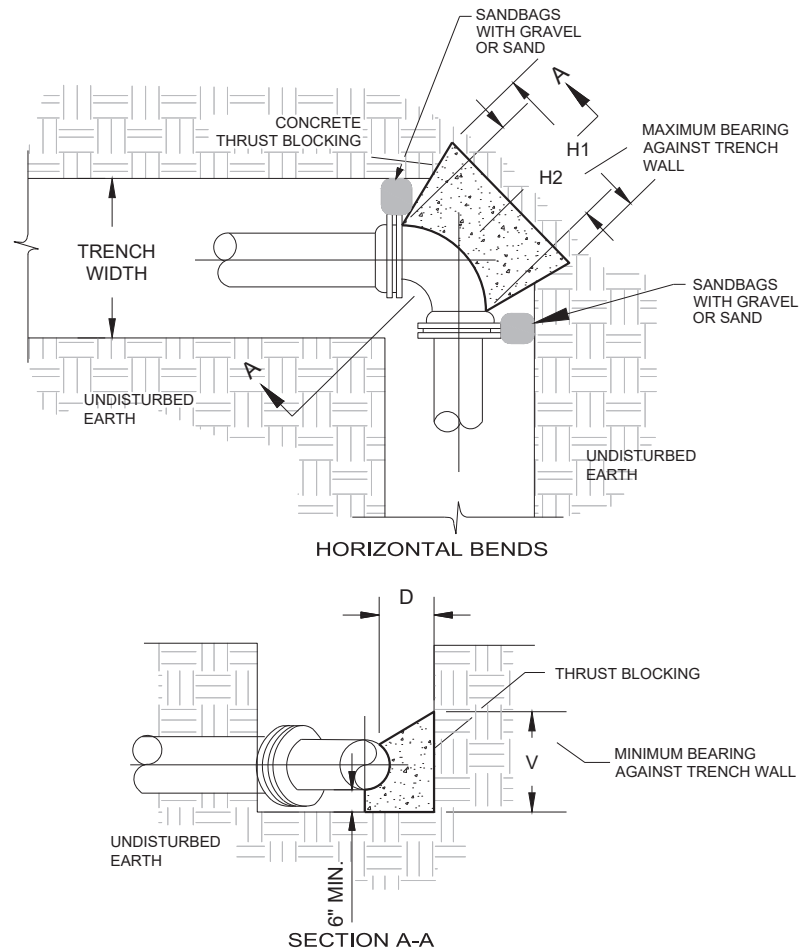 SANDBAGS
WITH GRAVEL
OR SAND
A
CONCRETE
THRUST BLOCKING
H1
MAXIMUM BEARING
AGAINST TRENCH
WALL
H2
TRENCH
WIDTH
SANDBAGS
WITH GRAVEL
OR SAND
A
UNDISTURBED
EARTH
UNDISTURBED
EARTH
HORIZONTAL BENDS
D
THRUST BLOCKING
V
MINIMUM BEARING
AGAINST TRENCH WALL
UNDISTURBED
EARTH
6" MIN.
SECTION A-A